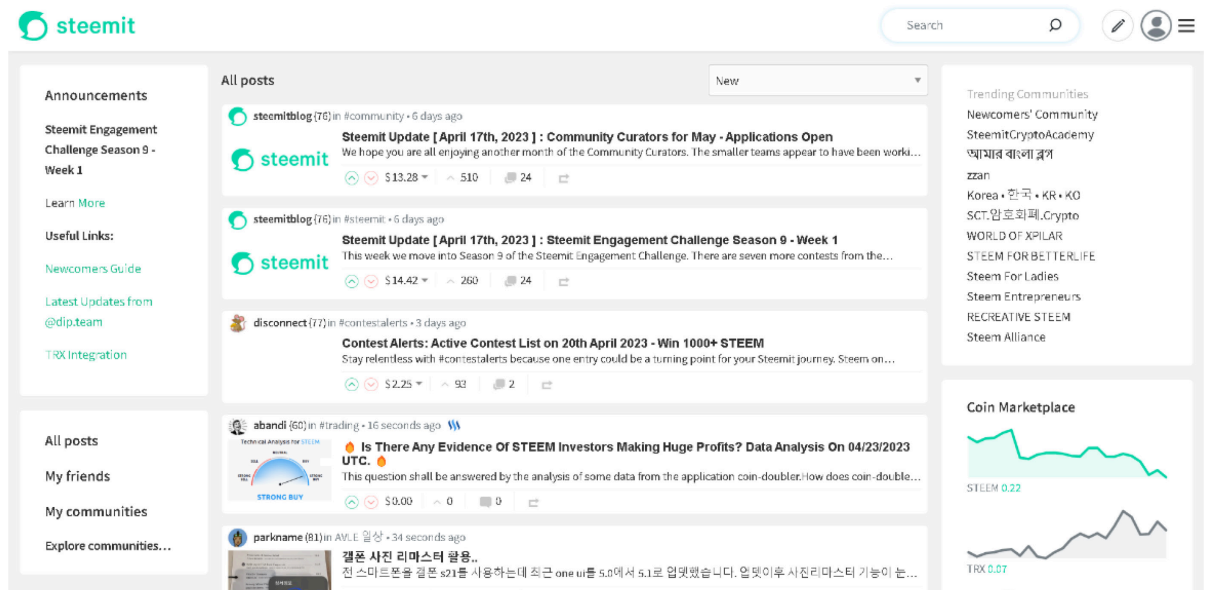 steemit
Search
Announcements
Steemit Engagement
Challenge Season 9 -
Week 1
Learn More
Useful Links:
Newcomers Guide
Latest Updates from
@dip.team
TRX Integration
All posts
My friends
My communities
Explore communities...
All posts
New
steemitblog (76) in #community • 6 days ago
steemit
Steemit Update [ April 17th, 2023 ] : Community Curators for May - Applications Open
We hope you are all enjoying another month of the Community Curators. The smaller teams appear to have been worki...
$13.28 510 24
steemitblog (76) in #steemit • 6 days ago
steemit
Steemit Update [ April 17th, 2023 ] : Steemit Engagement Challenge Season 9 - Week 1
This week we move into Season 9 of the Steemit Engagement Challenge. There are seven more contests from the...
$14.42 260 24
disconnect (77) in #contestalerts • 3 days ago
Contest Alerts: Active Contest List on 20th April 2023 - Win 1000+ STEEM
Stay relentless with #contestalerts because one entry could be a turning point for your Steemit journey. Steem on...
$2.25 93 2
abandi (60) in #trading • 16 seconds ago
Technical Analysis for STEEM
STRONG BUY
🔥 Is There Any Evidence Of STEEM Investors Making Huge Profits? Data Analysis On 04/23/2023
UTC. 🔥
This question shall be answered by the analysis of some data from the application coin-doubler.How does coin-double...
$0.00 0 0
parkname (81) in AVLE 일상 • 34 seconds ago
갤폰 사진 리마스터 활용..
전 스마트폰을 갤폰 s21를 사용하는데 최근 one ui를 5.0에서 5.1로 업뎃했습니다. 업뎃이후 사진리마스터 기능이 눈...
Trending Communities
Newcomers' Community
SteemitCryptoAcademy
আমার বাংলা ব্লগ
zzan
Korea • 한국 • KR • KO
SCT.암호화폐.Crypto
WORLD OF XPILAR
STEEM FOR BETTERLIFE
Steem For Ladies
Steem Entrepreneurs
RECREATIVE STEEM
Steem Alliance
Coin Marketplace
STEEM 0.22
TRX 0.07